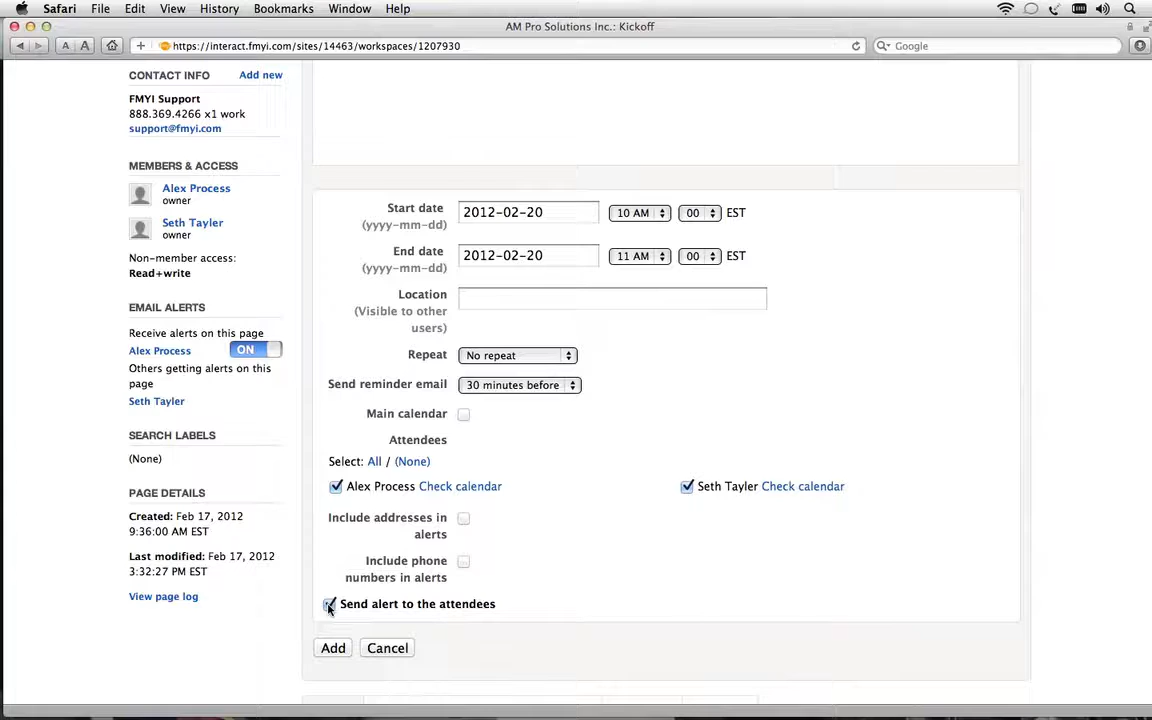 Safari File Edit View History Bookmarks Window Help
AM Pro Solutions Inc.: Kickoff
A A + https://interact.fmyi.com/sites/14463/workspaces/1207930 Google
CONTACT INFO Add new
FMYI Support
888.369.4266 x1 work
support@fmyi.com
MEMBERS & ACCESS
Alex Process
owner
Seth Tayler
owner
Non-member access:
Read+write
EMAIL ALERTS
Receive alerts on this page
Alex Process ON
Others getting alerts on this
page
Seth Tayler
SEARCH LABELS
(None)
PAGE DETAILS
Created: Feb 17, 2012
9:36:00 AM EST
Last modified: Feb 17, 2012
3:32:27 PM EST
View page log
Start date 2012-02-20 10 AM 00 EST
(yyyy-mm-dd)
End date 2012-02-20 11 AM 00 EST
(yyyy-mm-dd)
Location
(Visible to other
users)
Repeat No repeat
Send reminder email 30 minutes before
Main calendar
Attendees
Select: All / (None)
Alex Process Check calendar Seth Tayler Check calendar
Include addresses in
alerts
Include phone
numbers in alerts
Send alert to the attendees
Add Cancel